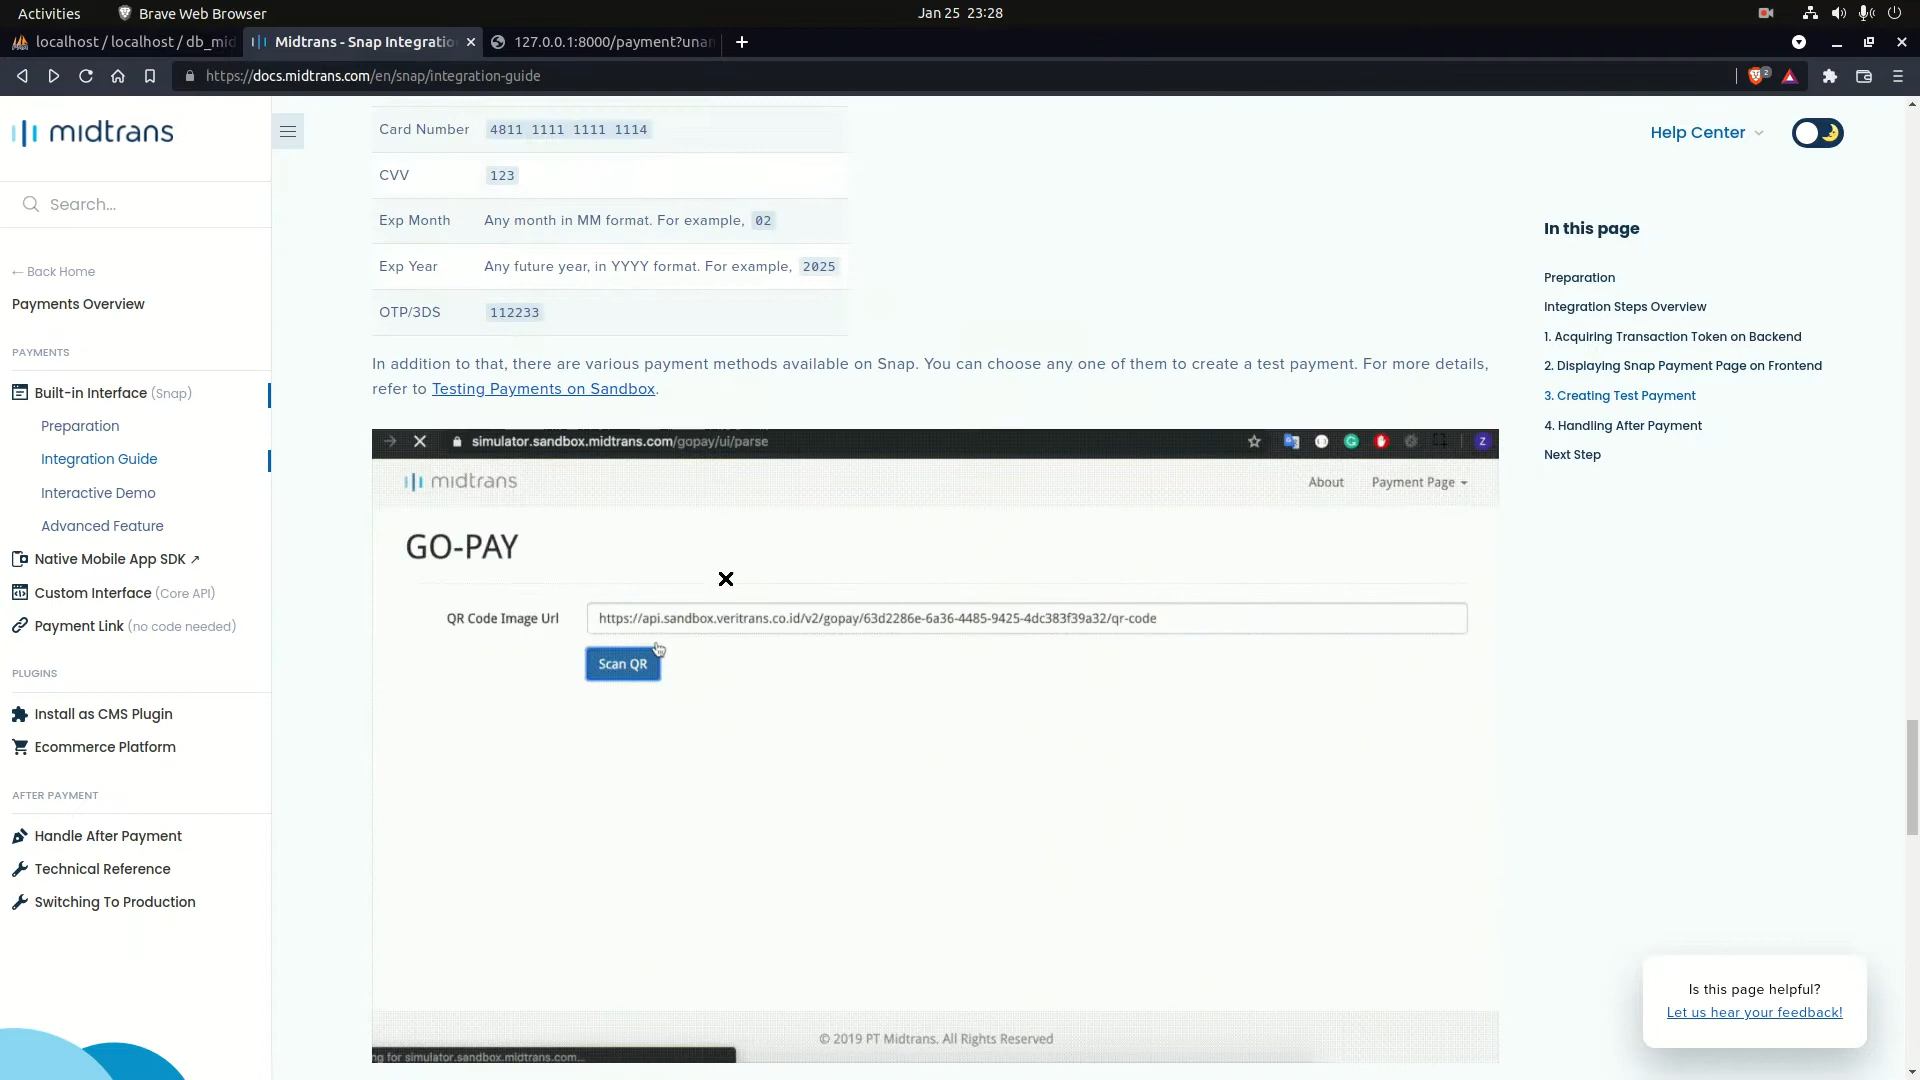 Activities
Brave Web Browser
Jan 25 23:28
localhost / localhost / db_mid
Midtrans - Snap Integratio
127.0.0.1:8000/payment?unan
https://docs.midtrans.com/en/snap/integration-guide
2
midtrans
Search...
← Back Home
Payments Overview
PAYMENTS
Built-in Interface (Snap)
Preparation
Integration Guide
Interactive Demo
Advanced Feature
Native Mobile App SDK ↗
Custom Interface (Core API)
Payment Link (no code needed)
PLUGINS
Install as CMS Plugin
Ecommerce Platform
AFTER PAYMENT
Handle After Payment
Technical Reference
Switching To Production
Card Number 4811 1111 1111 1114
CVV 123
Exp Month Any month in MM format. For example, 02
Exp Year Any future year, in YYYY format. For example, 2025
OTP/3DS 112233
In addition to that, there are various payment methods available on Snap. You can choose any one of them to create a test payment. For more details,
refer to Testing Payments on Sandbox.
simulator.sandbox.midtrans.com/gopay/ui/parse
Z
midtrans
About
Payment Page
GO-PAY
QR Code Image Url
https://api.sandbox.veritrans.co.id/v2/gopay/63d2286e-6a36-4485-9425-4dc383f39a32/qr-code
Scan QR
© 2019 PT Midtrans. All Rights Reserved
ng for simulator.sandbox.midtrans.com...
Help Center
In this page
Preparation
Integration Steps Overview
1. Acquiring Transaction Token on Backend
2. Displaying Snap Payment Page on Frontend
3. Creating Test Payment
4. Handling After Payment
Next Step
Is this page helpful?
Let us hear your feedback!